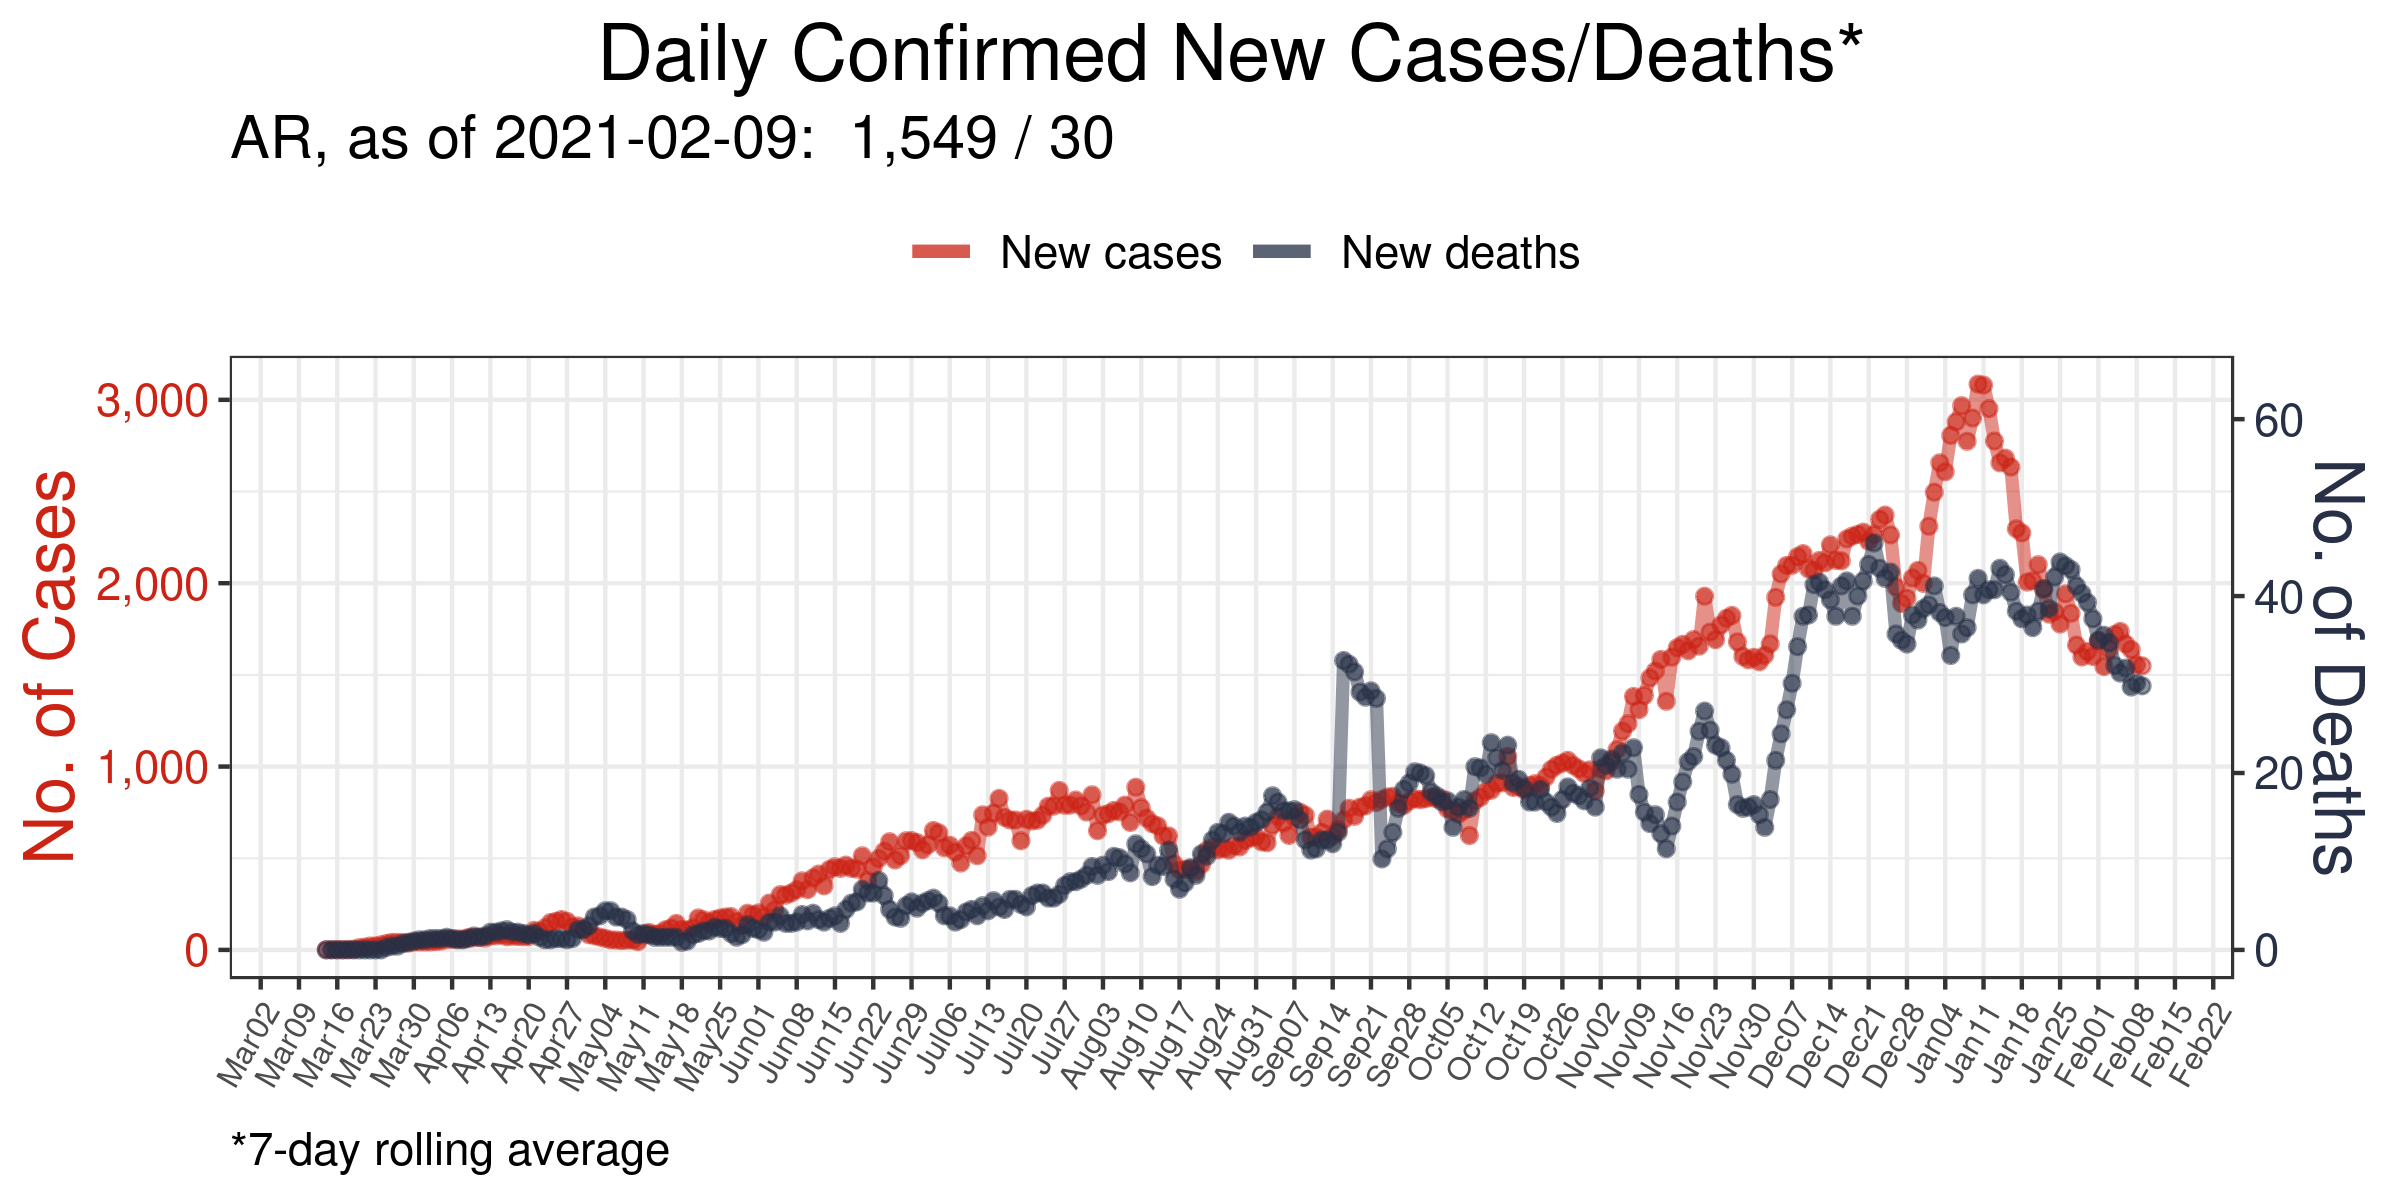 Daily Confirmed New Cases/Deaths*
AR, as of 2021-02-09:  1,549 / 30
New cases New deaths
No. of Cases
3,000
2,000
1,000
0
60
40
20
0
No. of Deaths
Mar02 Mar09 Mar16 Mar23 Mar30 Apr06 Apr13 Apr20 Apr27 May04 May11 May18 May25 Jun01 Jun08 Jun15 Jun22 Jun29 Jul06 Jul13 Jul20 Jul27 Aug03 Aug10 Aug17 Aug24 Aug31 Sep07 Sep14 Sep21 Sep28 Oct05 Oct12 Oct19 Oct26 Nov02 Nov09 Nov16 Nov23 Nov30 Dec07 Dec14 Dec21 Dec28 Dec04 Jan11 Jan18 Jan25 Feb01 Feb08 Feb15 Feb22
*7-day rolling average